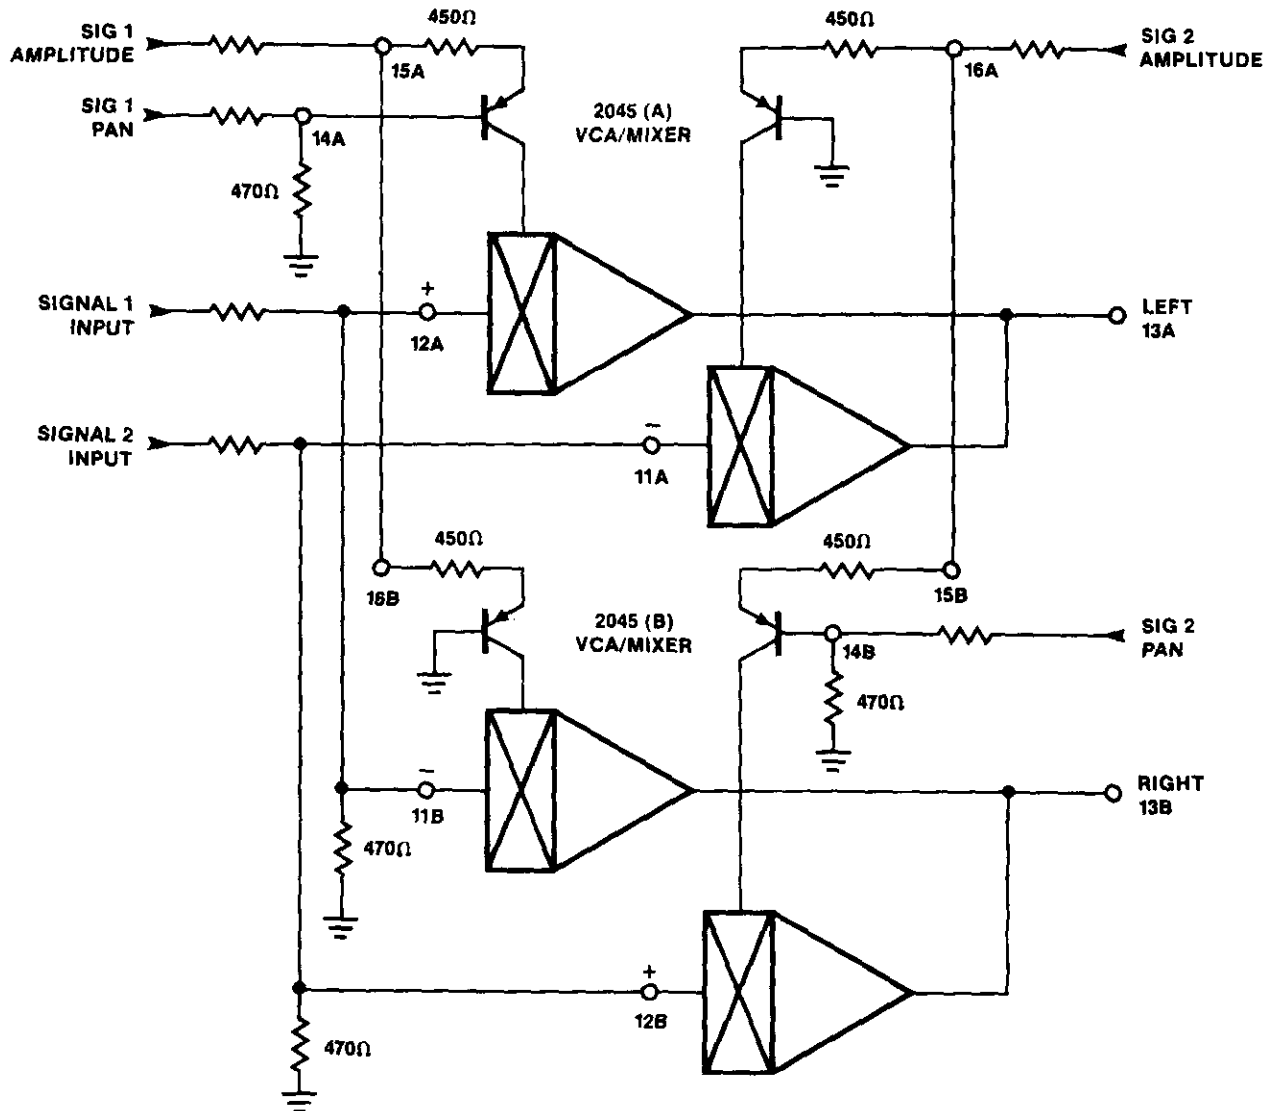 SIG 1
AMPLITUDE
450Ω
15A
450Ω
16A
SIG 2
AMPLITUDE
SIG 1
PAN
14A
2045 (A)
VCA/MIXER
470Ω
SIGNAL 1
INPUT
+
12A
LEFT
13A
SIGNAL 2
INPUT
−
11A
450Ω
16B
450Ω
15B
2045 (B)
VCA/MIXER
14B
SIG 2
PAN
470Ω
−
11B
RIGHT
13B
470Ω
+
12B
470Ω